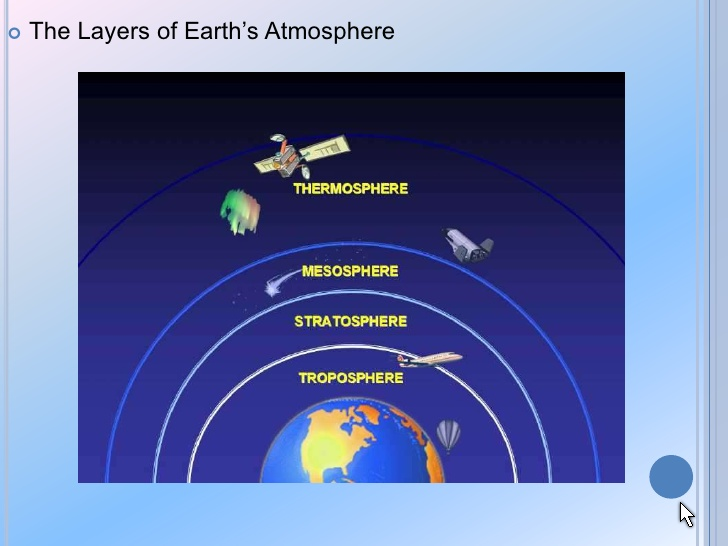 The Layers of Earth’s Atmosphere
THERMOSPHERE
MESOSPHERE
STRATOSPHERE
TROPOSPHERE